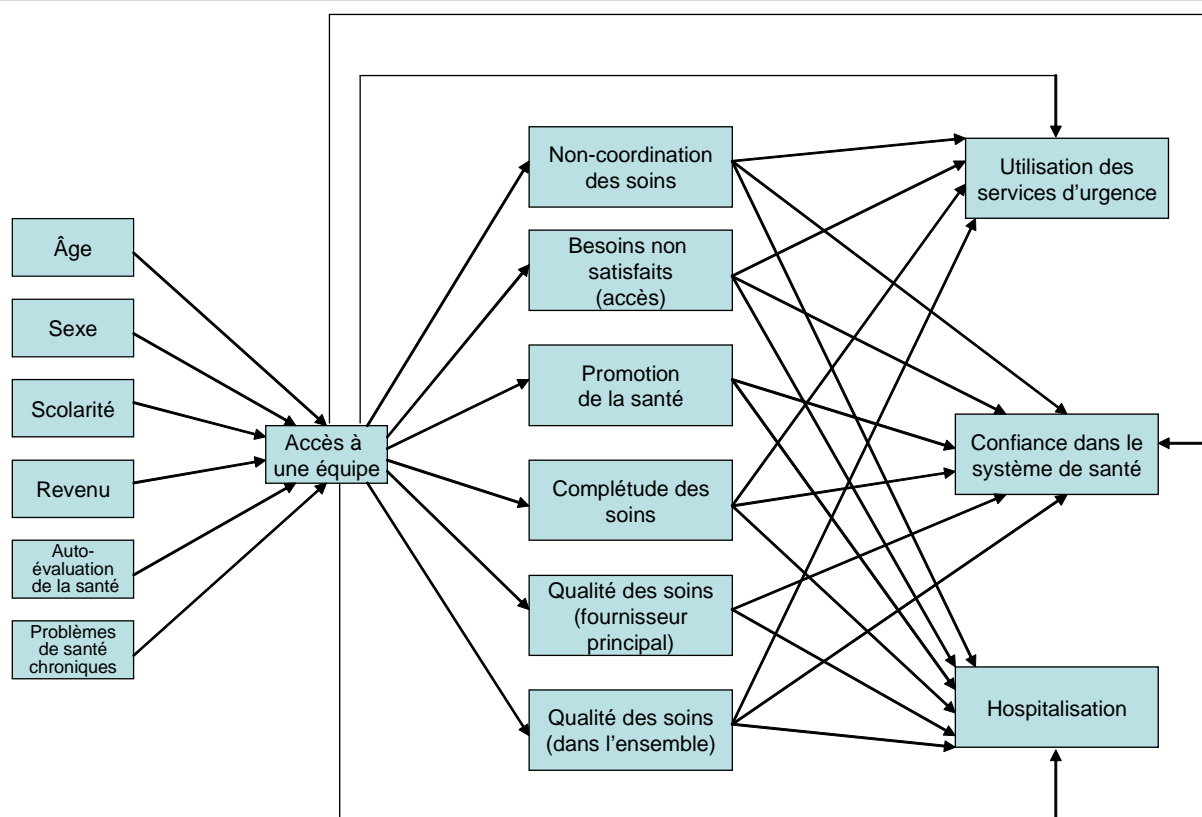 Âge
Sexe
Scolarité
Revenu
Auto-
évaluation
de la santé
Problèmes
de santé
chroniques
Accès à
une équipe
Non-coordination
des soins
Besoins non
satisfaits
(accès)
Promotion
de la santé
Complétude des
soins
Qualité des soins
(fournisseur
principal)
Qualité des soins
(dans l’ensemble)
Utilisation des
services d’urgence
Confiance dans le
système de santé
Hospitalisation